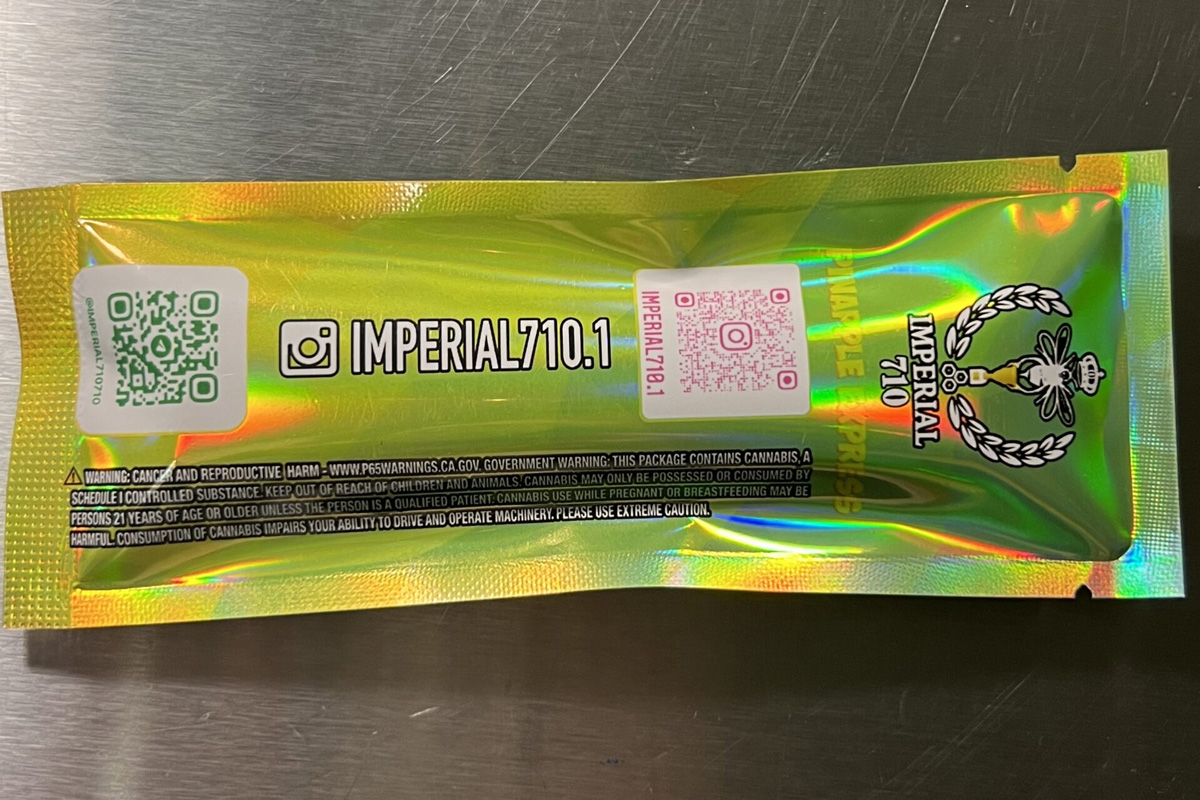 @IMPERIAL710710
IMPERIAL710.1
IMPERIAL710.1
PINAPPLE EXPRISS
IMPERIAL
710
WARNING: CANCER AND REPRODUCTIVE HARM - WWW.P65WARNINGS.CA.GOV. GOVERNMENT WARNING: THIS PACKAGE CONTAINS CANNABIS, A
SCHEDULE I CONTROLLED SUBSTANCE. KEEP OUT OF REACH OF CHILDREN AND ANIMALS. CANNABIS MAY ONLY BE POSSESSED OR CONSUMED BY
PERSONS 21 YEARS OF AGE OR OLDER UNLESS THE PERSON IS A QUALIFIED PATIENT. CANNABIS USE WHILE PREGNANT OR BREASTFEEDING MAY BE
HARMFUL. CONSUMPTION OF CANNABIS IMPAIRS YOUR ABILITY TO DRIVE AND OPERATE MACHINERY. PLEASE USE EXTREME CAUTION.